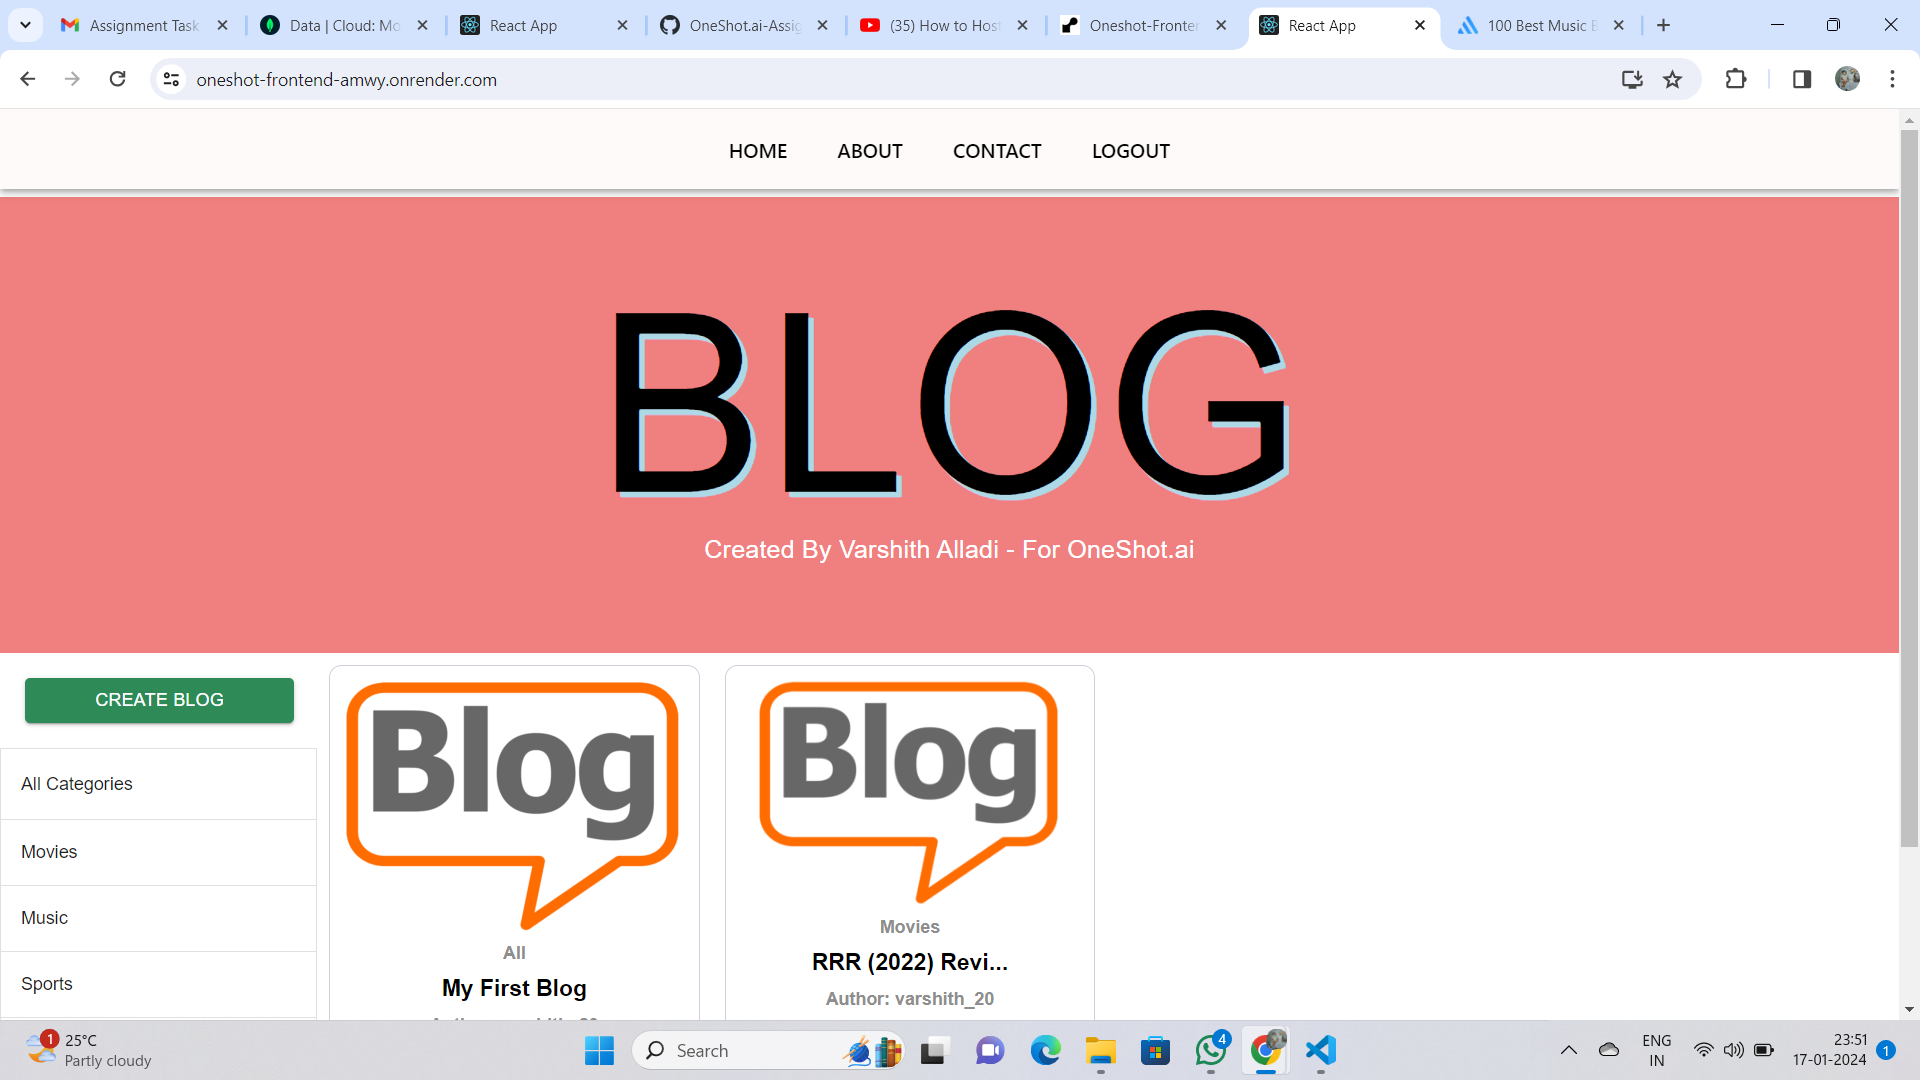 Assignment Task
Data | Cloud: Mo
React App
OneShot.ai-Assig
(35) How to Host
Oneshot-Fronten
React App
100 Best Music B
oneshot-frontend-amwy.onrender.com
HOME
ABOUT
CONTACT
LOGOUT
BLOG
Created By Varshith Alladi - For OneShot.ai
CREATE BLOG
All Categories
Movies
Music
Sports
Blog
All
My First Blog
Blog
Movies
RRR (2022) Revi...
Author: varshith_20
1
25°C
Partly cloudy
Search
4
ENG
IN
23:51
17-01-2024
1